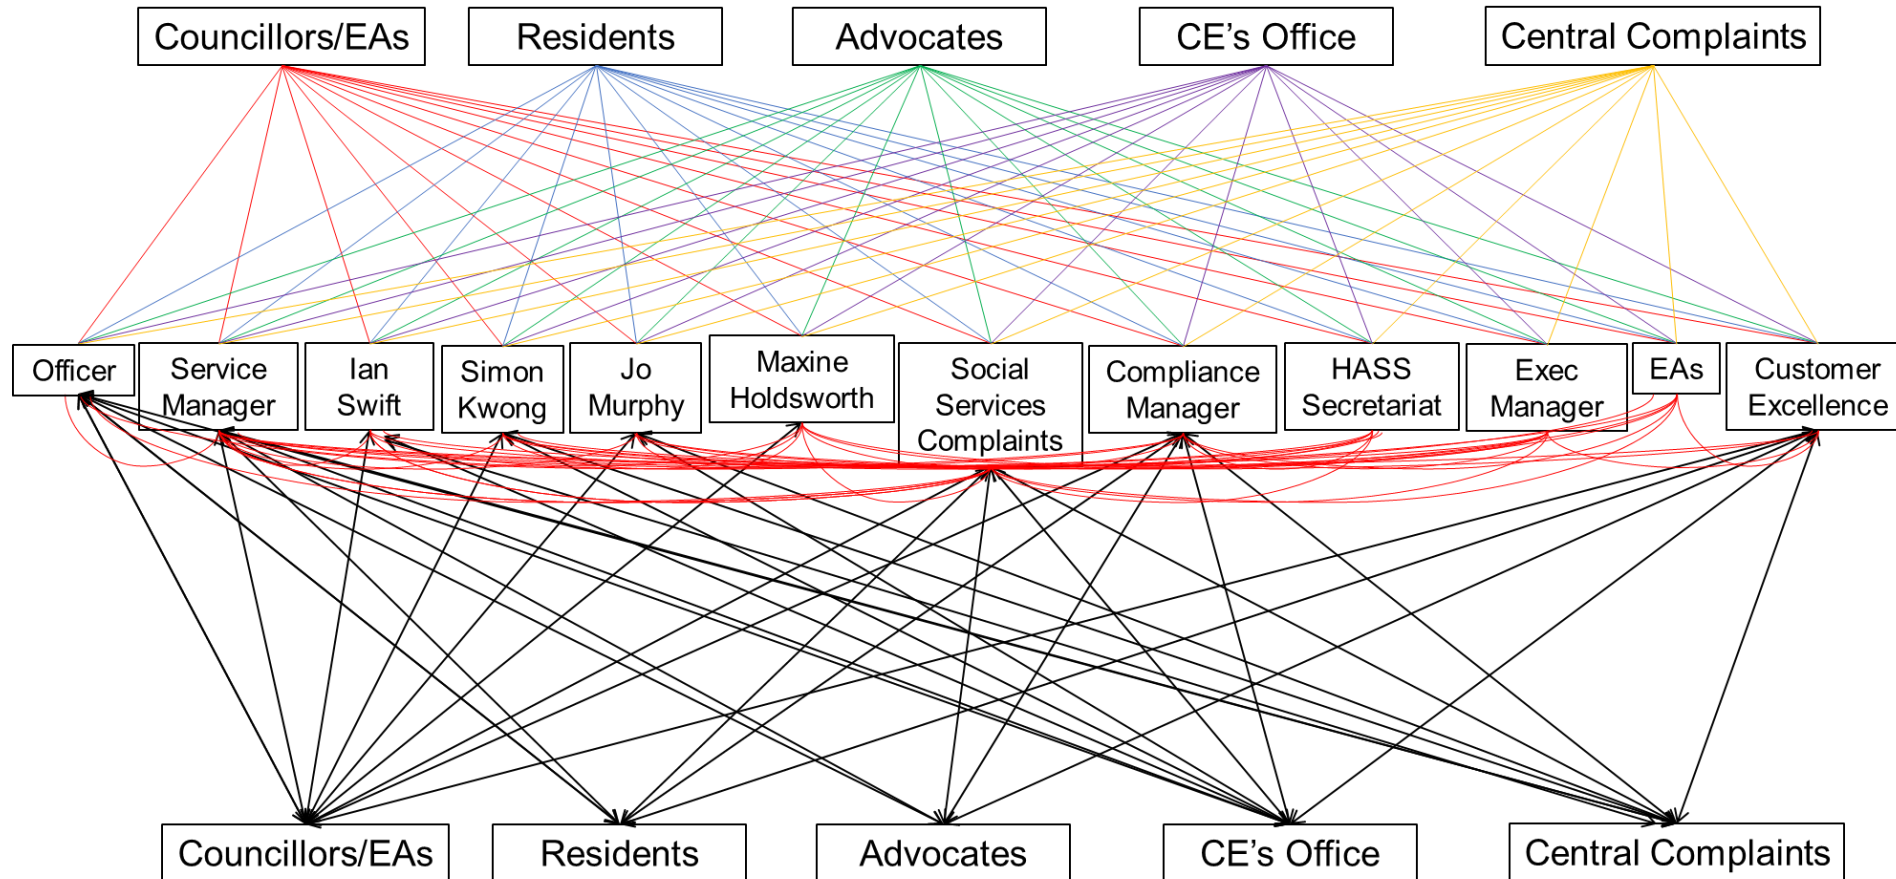 Councillors/EAs
Residents
Advocates
CE's Office
Central Complaints
Officer
Service
Manager
Ian
Swift
Simon
Kwong
Jo
Murphy
Maxine
Holdsworth
Social
Services
Complaints
Compliance
Manager
HASS
Secretariat
Exec
Manager
EAs
Customer
Excellence
Councillors/EAs
Residents
Advocates
CE's Office
Central Complaints